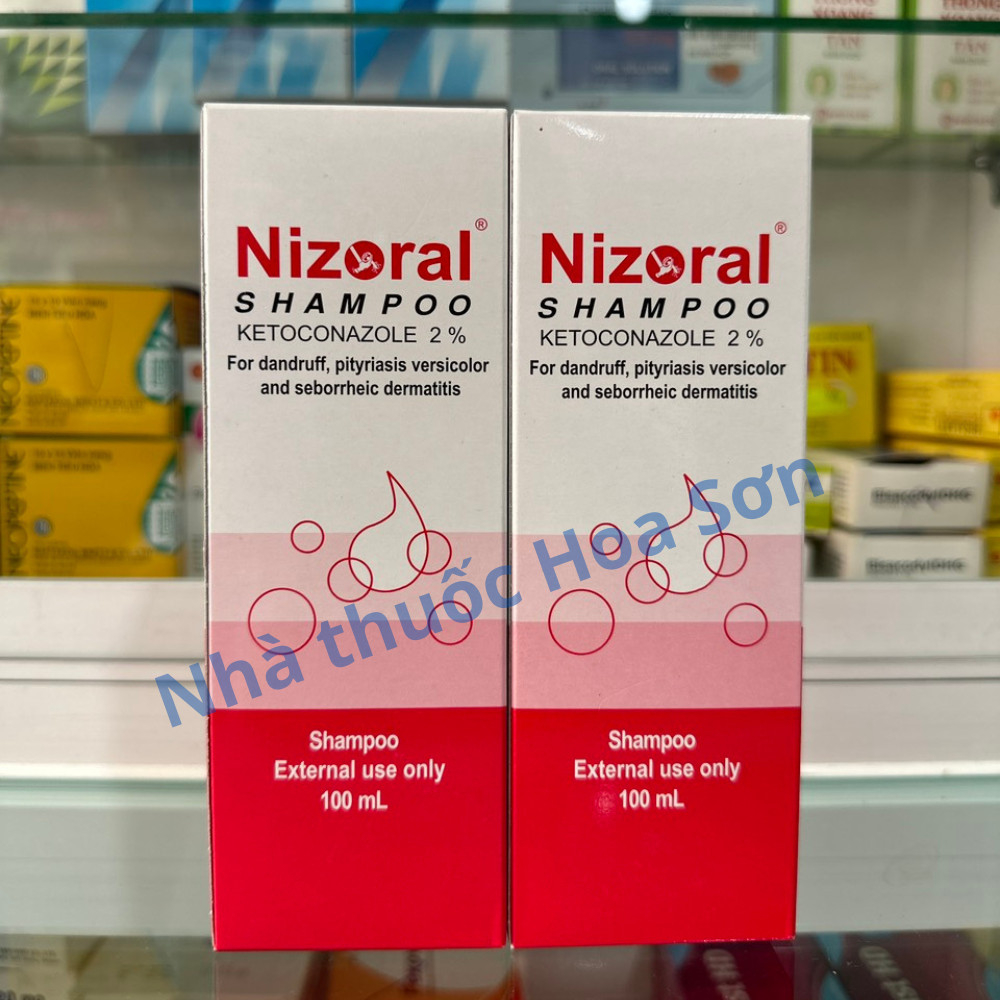 Nizoral®
SHAMPOO
KETOCONAZOLE 2 %
For dandruff, pityriasis versicolor
and seborrheic dermatitis
Shampoo
External use only
100 mL
Nizoral®
SHAMPOO
KETOCONAZOLE 2 %
For dandruff, pityriasis versicolor
and seborrheic dermatitis
Shampoo
External use only
100 mL
Nhà thuốc Hoa Sơn
NEOPEPTINE
NEOPEPTINE